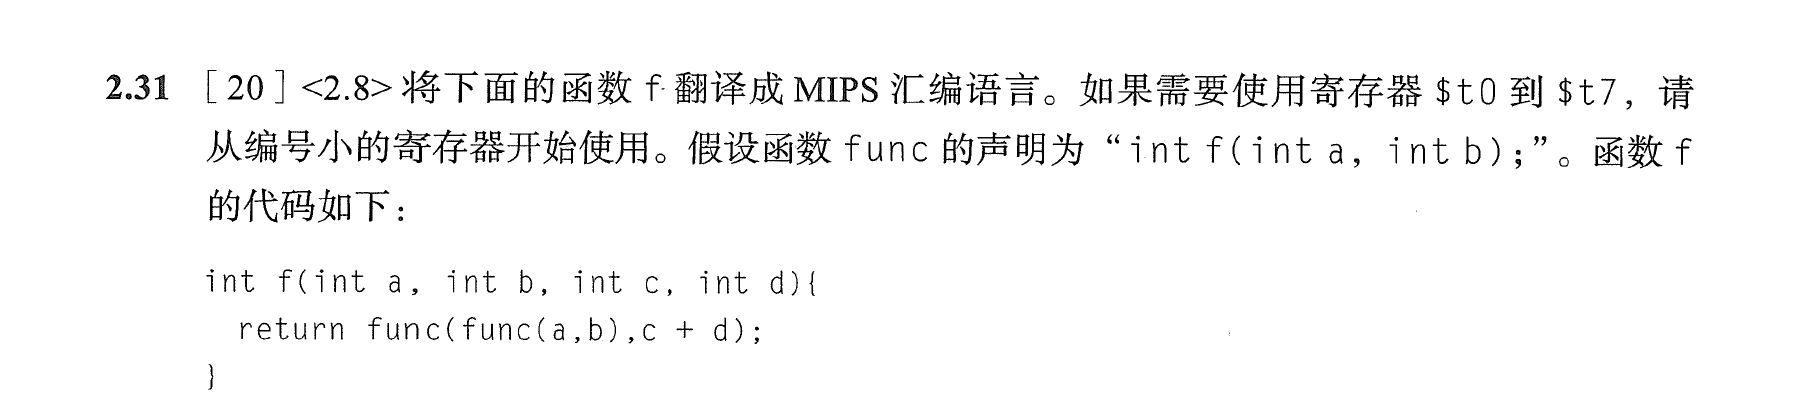 2.31 [20] <2.8> 将下面的函数 f 翻译成 MIPS 汇编语言。如果需要使用寄存器 $t0 到 $t7，请
从编号小的寄存器开始使用。假设函数 func 的声明为“int f(int a, int b);”。函数 f
的代码如下：
int f(int a, int b, int c, int d){
return func(func(a,b),c + d);
}